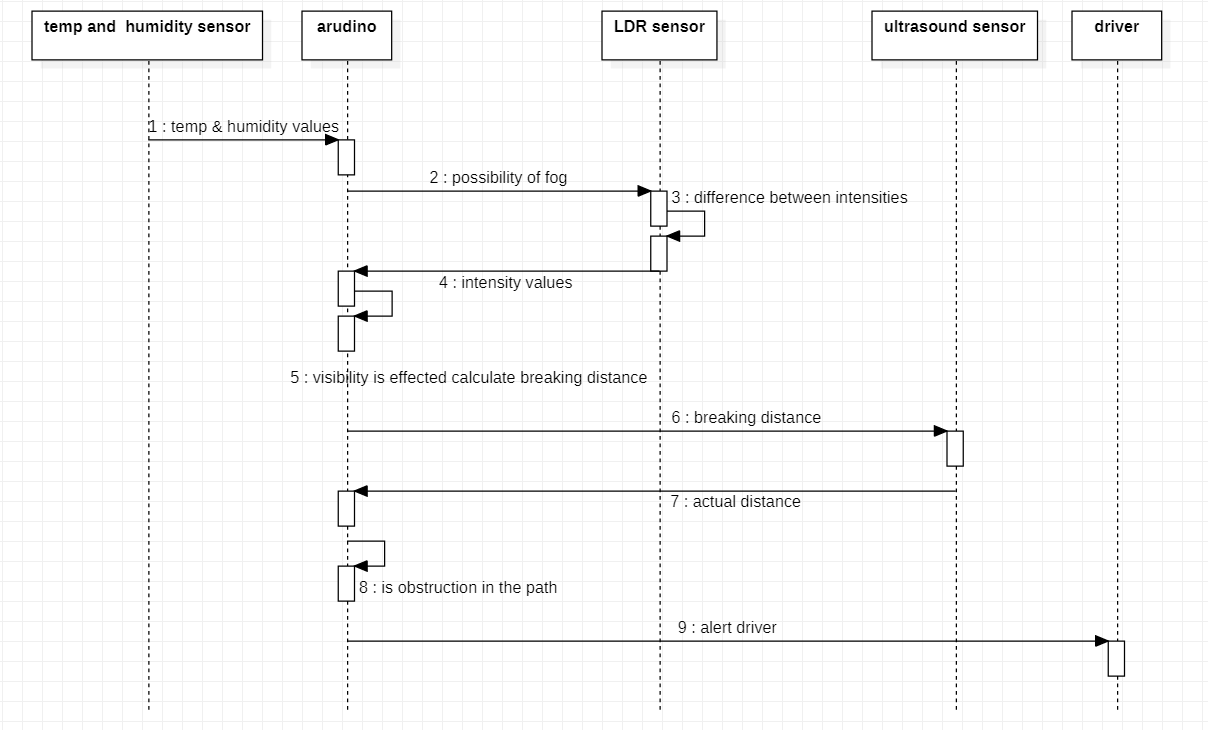 temp and  humidity sensor
arudino
LDR sensor
ultrasound sensor
driver
1 : temp & humidity values
2 : possibility of fog
3 : difference between intensities
4 : intensity values
5 : visibility is effected calculate breaking distance
6 : breaking distance
7 : actual distance
8 : is obstruction in the path
9 : alert driver